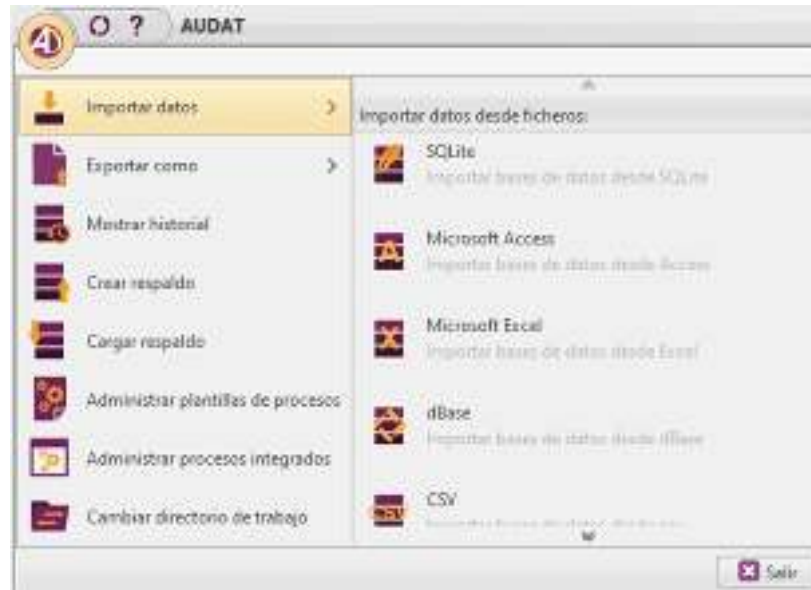 ? AUDAT
Importar datos
Exportar como
Mostrar historial
Crear respaldo
Cargar respaldo
Administrar plantillas de procesos
Administrar procesos integrados
Cambiar directorio de trabajo
Importar datos desde ficheros:
SQLite
Importar bases de datos desde SQLite
Microsoft Access
Importar bases de datos desde Access
Microsoft Excel
Importar bases de datos desde Excel
dBase
Importar bases de datos desde dBase
CSV
Salir